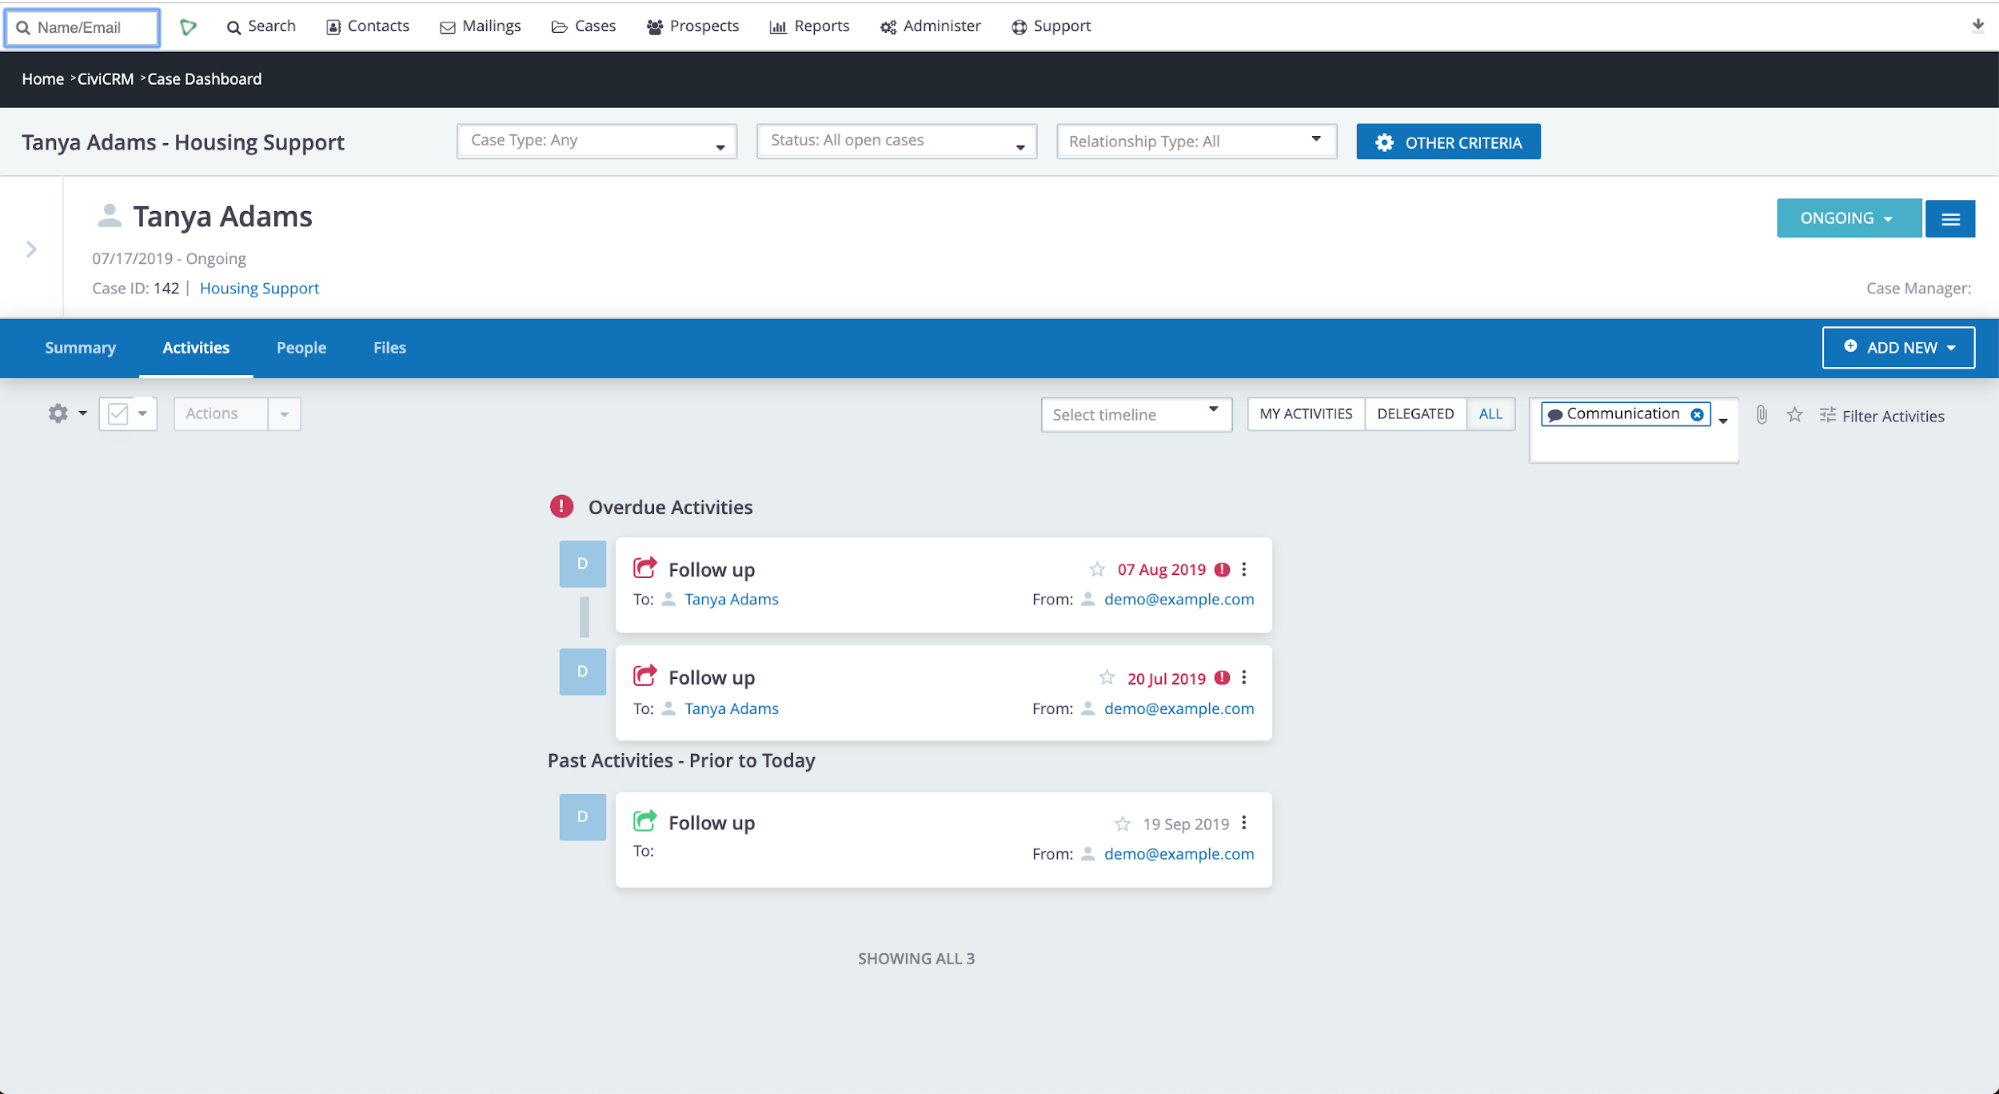 Name/Email Search Contacts Mailings Cases Prospects Reports Administer Support
Home > CiviCRM > Case Dashboard
Tanya Adams - Housing Support Case Type: Any Status: All open cases Relationship Type: All OTHER CRITERIA
Tanya Adams ONGOING
07/17/2019 - Ongoing
Case ID: 142 | Housing Support Case Manager:
Summary Activities People Files ADD NEW
Actions Select timeline MY ACTIVITIES DELEGATED ALL Communication Filter Activities
Overdue Activities
D Follow up 07 Aug 2019
To: Tanya Adams From: demo@example.com
D Follow up 20 Jul 2019
To: Tanya Adams From: demo@example.com
Past Activities - Prior to Today
D Follow up 19 Sep 2019
To: From: demo@example.com
SHOWING ALL 3